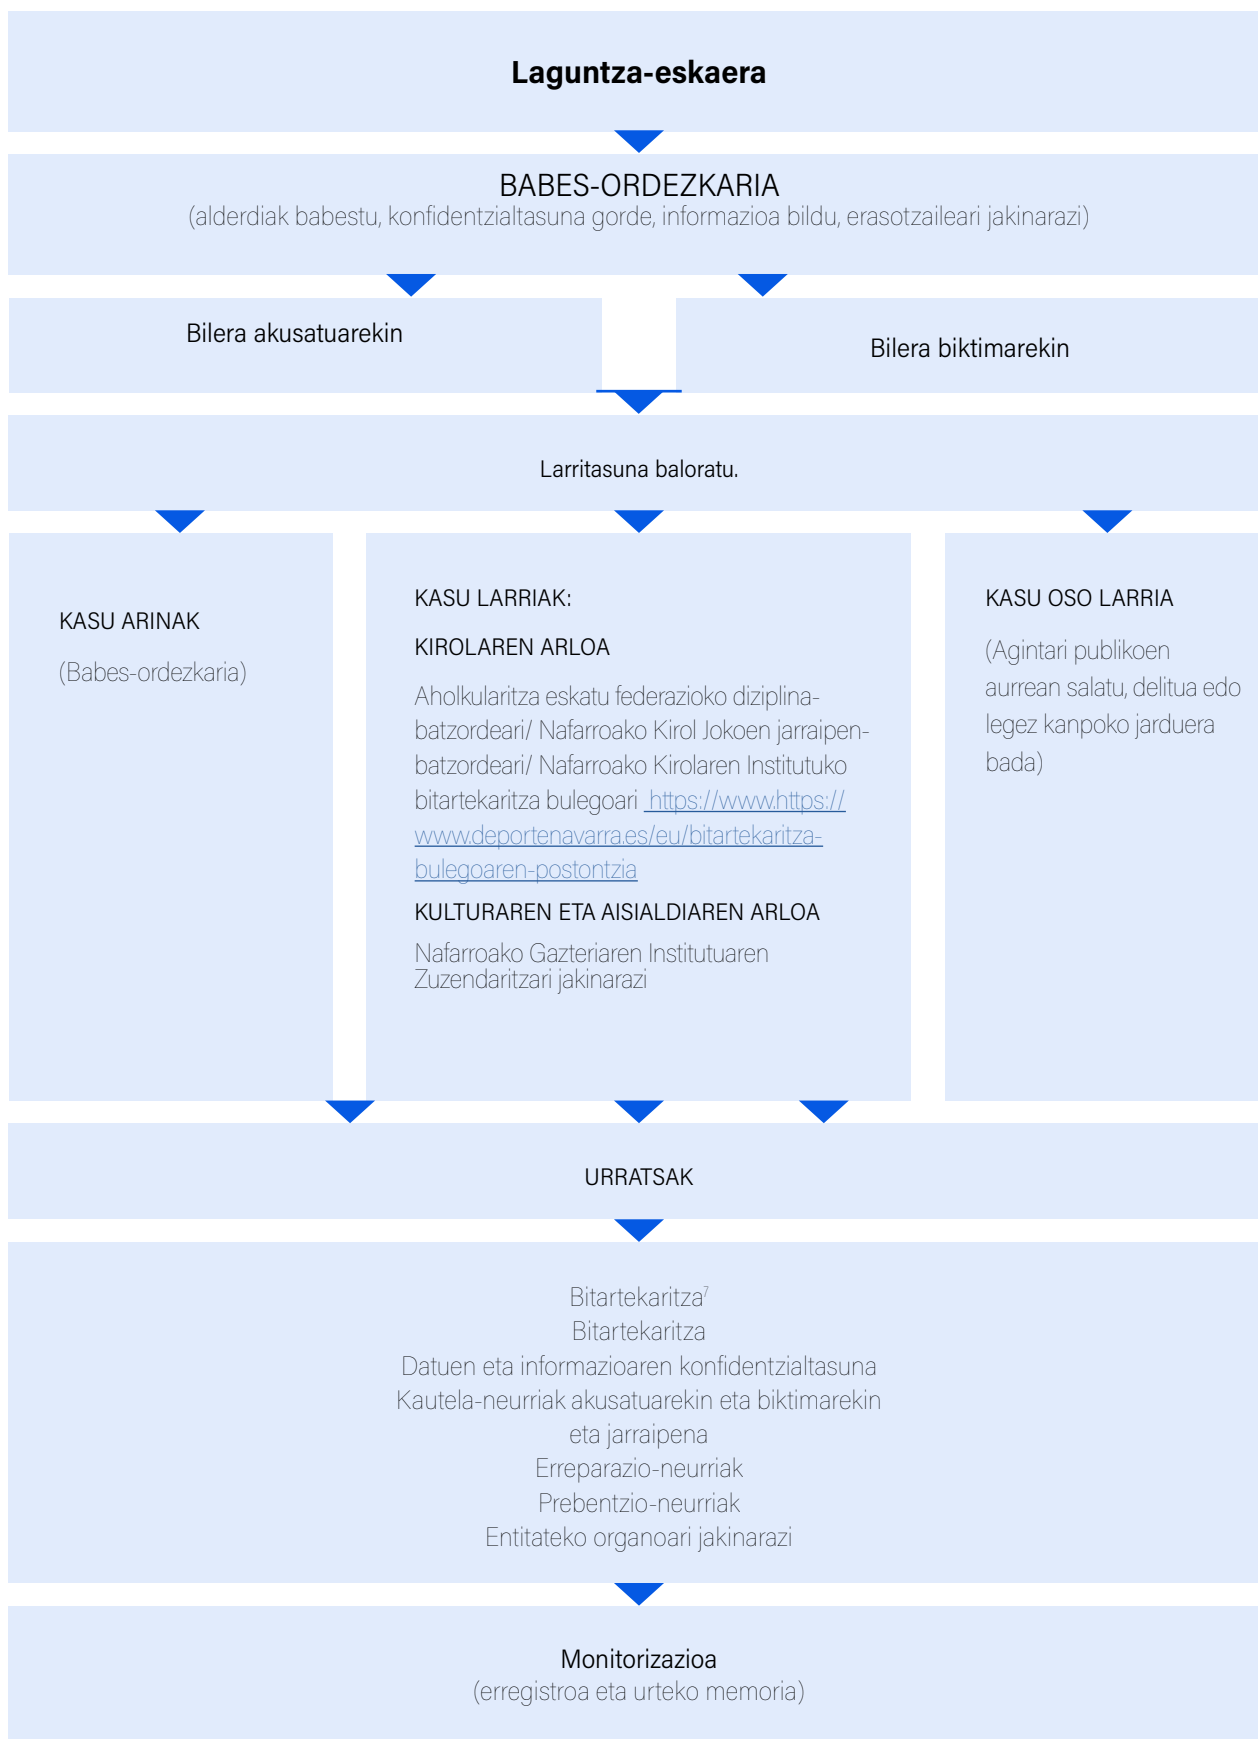 Laguntza-eskaera
BABES-ORDEZKARIA
(alderdiak babestu, konfidentzialtasuna gorde, informazioa bildu, erasotzaileari jakinarazi)
Bilera akusatuarekin
Bilera biktimarekin
Larritasuna baloratu.
KASU ARINAK
(Babes-ordezkaria)
KASU LARRIAK:
KIROLAREN ARLOA
Aholkularitza eskatu federazioko diziplina-
batzordeari/ Nafarroako Kirol Jokoen jarraipen-
batzordeari/ Nafarroako Kirolaren Institutuko
bitartekaritza bulegoari https://www.https://
www.deportenavarra.es/eu/bitartekaritza-
bulegoaren-postontzia
KULTURAREN ETA AISIALDIAREN ARLOA
Nafarroako Gazteriaren Institutuaren
Zuzendaritzari jakinarazi
KASU OSO LARRIA
(Agintari publikoen
aurrean salatu, delitua edo
legez kanpoko jarduera
bada)
URRATSAK
Bitartekaritza⁷
Bitartekaritza
Datuen eta informazioaren konfidentzialtasuna
Kautela-neurriak akusatuarekin eta biktimarekin
eta jarraipena
Erreparazio-neurriak
Prebentzio-neurriak
Entitateko organoari jakinarazi
Monitorizazioa
(erregistroa eta urteko memoria)